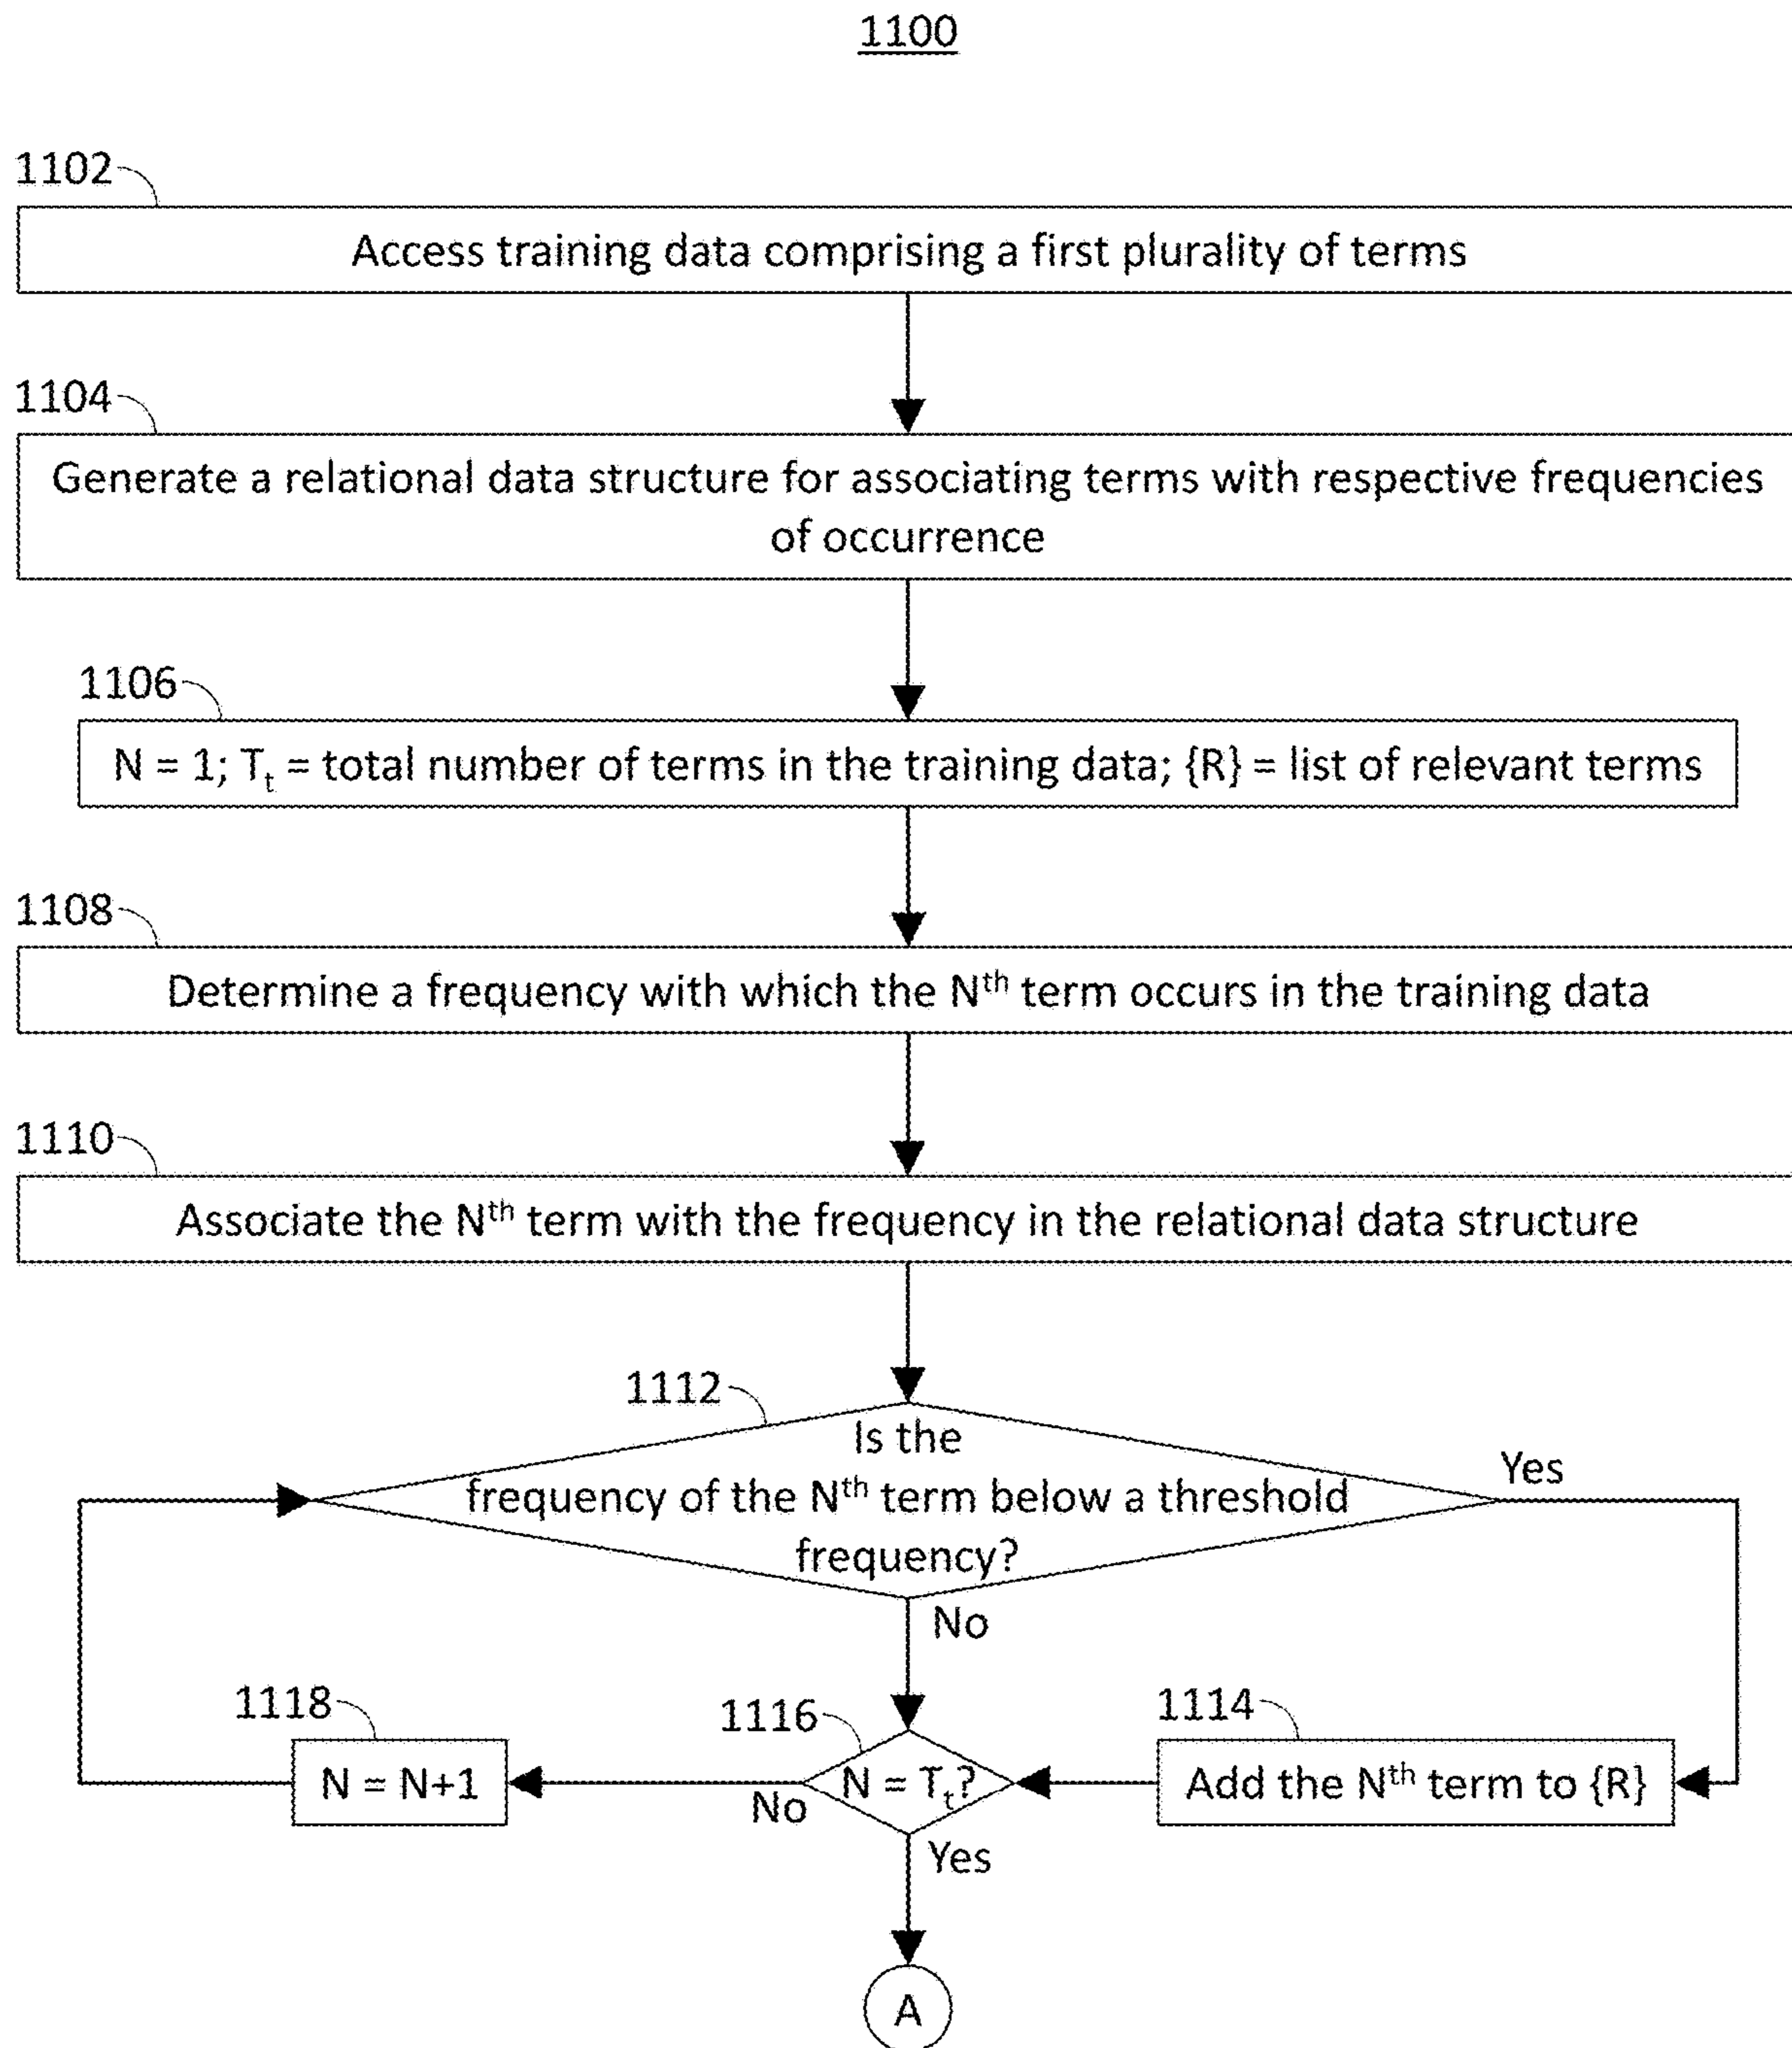 1100
1102
Access training data comprising a first plurality of terms
1104
Generate a relational data structure for associating terms with respective frequencies
of occurrence
1106
N = 1; Tt = total number of terms in the training data; {R} = list of relevant terms
1108
Determine a frequency with which the Nth term occurs in the training data
1110
Associate the Nth term with the frequency in the relational data structure
1112
Is the
frequency of the Nth term below a threshold
frequency?
Yes
No
1118
1116
1114
N = N+1
N = Tt?
Add the Nth term to {R}
No
Yes
A